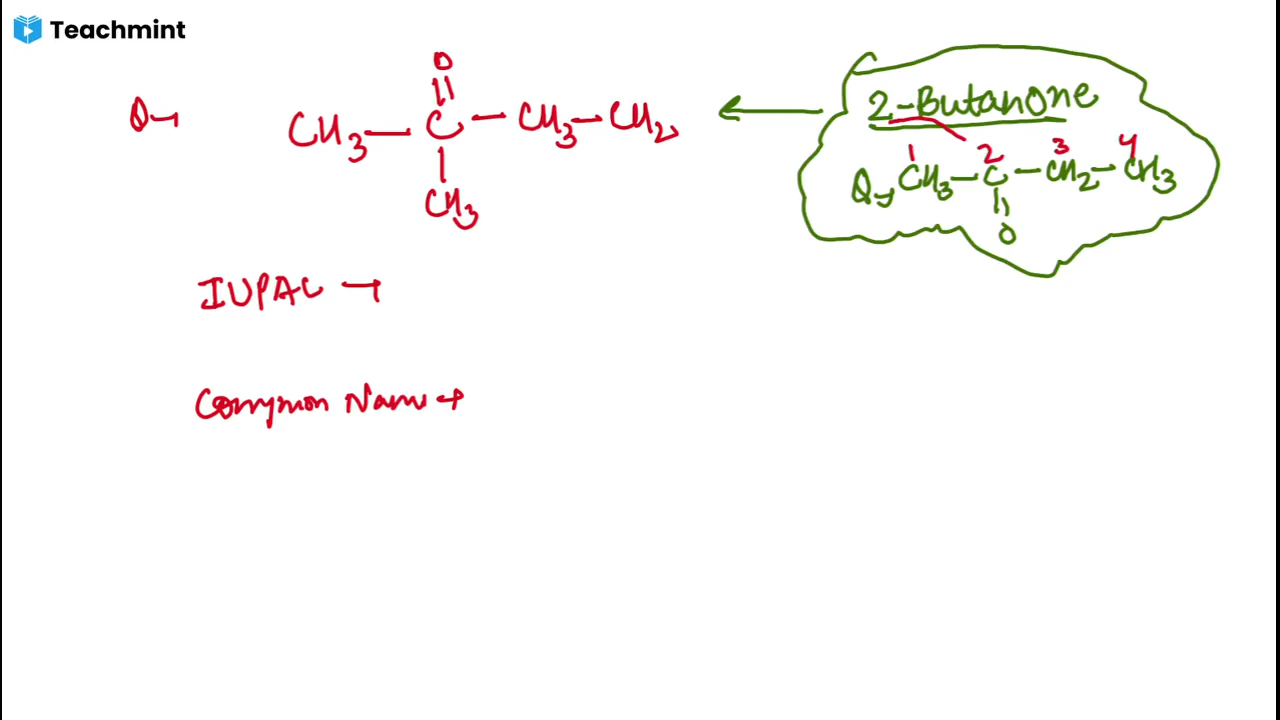 Teachmint
O
||
Q→ CH3—C—CH3—CH2
|
CH3
2-Butanone
1 2 3 4
Q→ CH3—C—CH2—CH3
||
O
IUPAC →
Common Name →